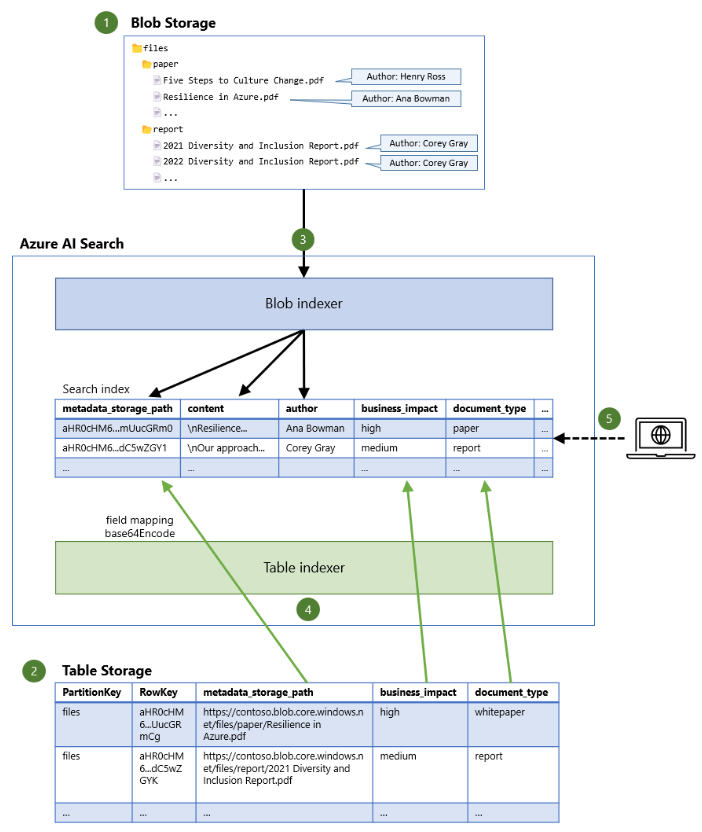 1 Blob Storage
files
paper
Five Steps to Culture Change.pdf Author: Henry Ross
Resilience in Azure.pdf Author: Ana Bowman
...
report
2021 Diversity and Inclusion Report.pdf Author: Corey Gray
2022 Diversity and Inclusion Report.pdf Author: Corey Gray
...
3
Azure AI Search
Blob indexer
Search index
metadata_storage_path content author business_impact document_type ...
aHR0cHM6...mUucGRm0 \nResilience... Ana Bowman high paper ...
aHR0cHM6...dC5wZGY1 \nOur approach... Corey Gray medium report ...
... ... ... ... ...
5
field mapping
base64Encode
Table indexer
4
2 Table Storage
PartitionKey RowKey metadata_storage_path business_impact document_type
files aHR0cHM https://contoso.blob.core.windows.n high whitepaper
6...UucGR et/files/paper/Resilience in
mCg Azure.pdf
files aHR0cHM https://contoso.blob.core.windows.n medium report
6...dC5wZ et/files/report/2021 Diversity and
GYK Inclusion Report.pdf
... ... ... ... ...